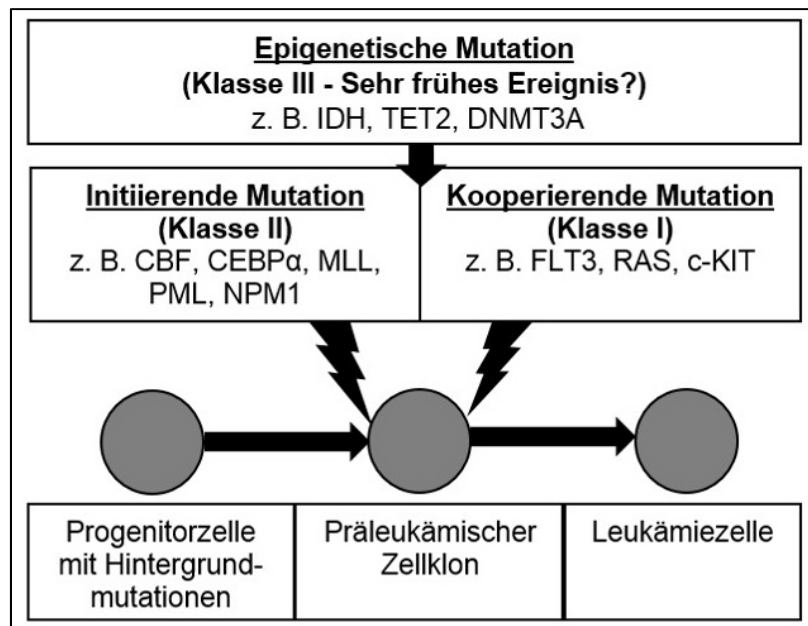 Epigenetische Mutation
(Klasse III - Sehr frühes Ereignis?)
z. B. IDH, TET2, DNMT3A
Initiierende Mutation
(Klasse II)
z. B. CBF, CEBPα, MLL,
PML, NPM1
Kooperierende Mutation
(Klasse I)
z. B. FLT3, RAS, c-KIT
Progenitorzelle
mit Hintergrund-
mutationen
Präleukämischer
Zellklon
Leukämiezelle